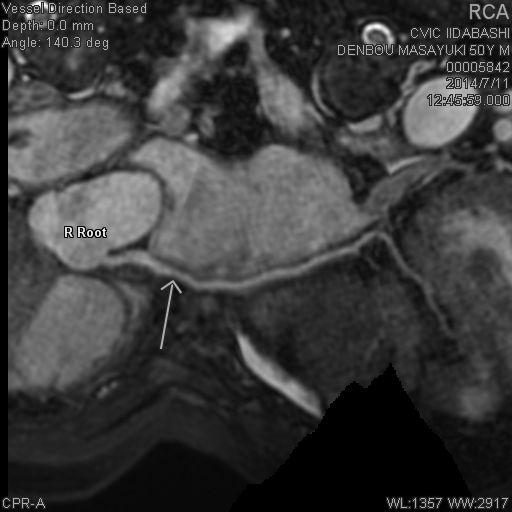 Vessel Direction Based
Depth: 0.0 mm
Angle: 140.3 deg
RCA
CVIC IIDABASHI
DENBOU MASAYUKI 50Y M
00005842
2014/7/11
12:45:59.000
R Root
CPR-A
WL:1357 WW:2917